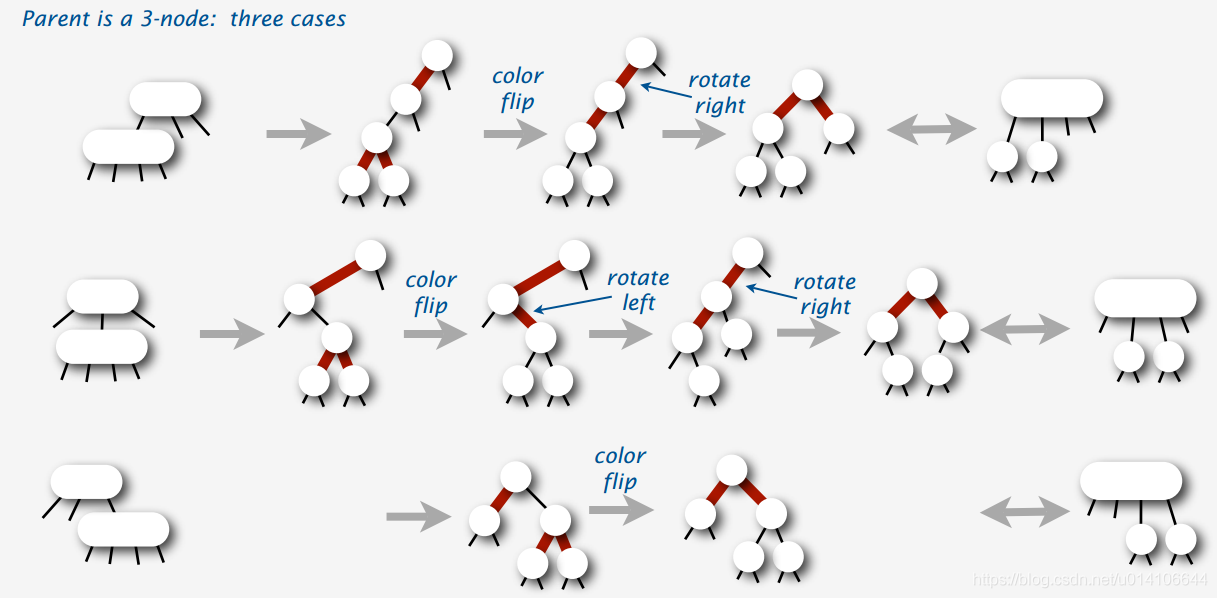 Parent is a 3-node: three cases
color
flip
rotate
right
color
flip
rotate
left
rotate
right
color
flip
https://blog.csdn.net/u014106644